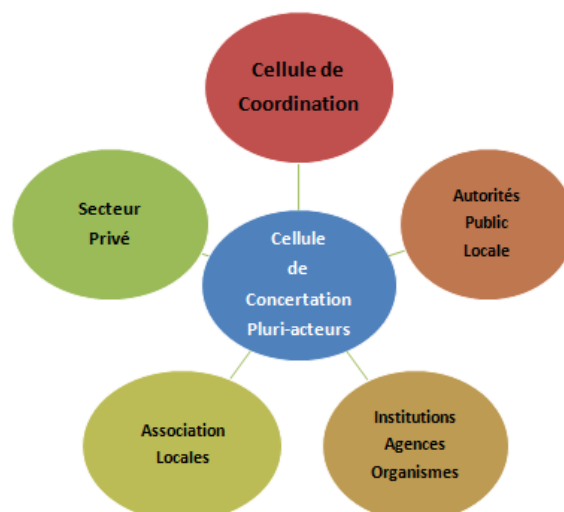 Cellule de
Coordination
Secteur
Privé
Autorités
Public
Locale
Cellule
de
Concertation
Pluri-acteurs
Association
Locales
Institutions
Agences
Organismes